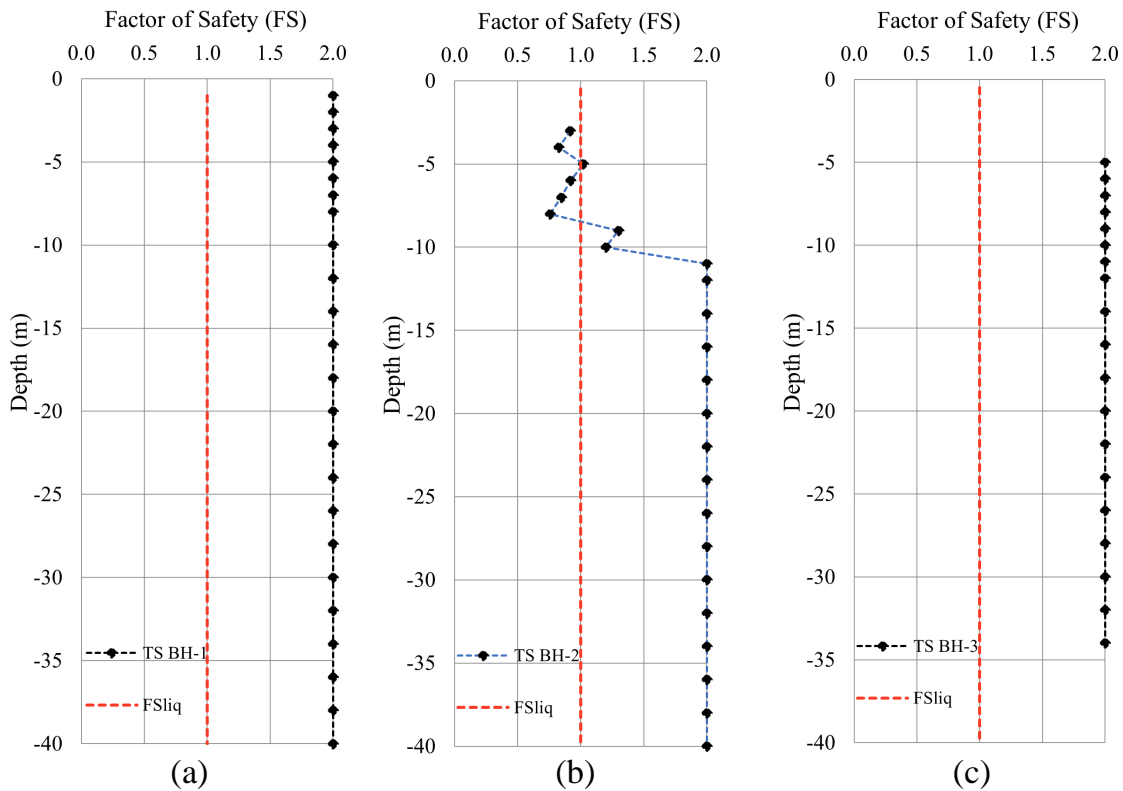 Factor of Safety (FS)
0.0 0.5 1.0 1.5 2.0
0
-5
-10
-15
-20
-25
-30
-35
-40
Depth (m)
TS BH-1
FSliq
(a)
Factor of Safety (FS)
0.0 0.5 1.0 1.5 2.0
0
-5
-10
-15
-20
-25
-30
-35
-40
Depth (m)
TS BH-2
FSliq
(b)
Factor of Safety (FS)
0.0 0.5 1.0 1.5 2.0
0
-5
-10
-15
-20
-25
-30
-35
-40
Depth (m)
TS BH-3
FSliq
(c)